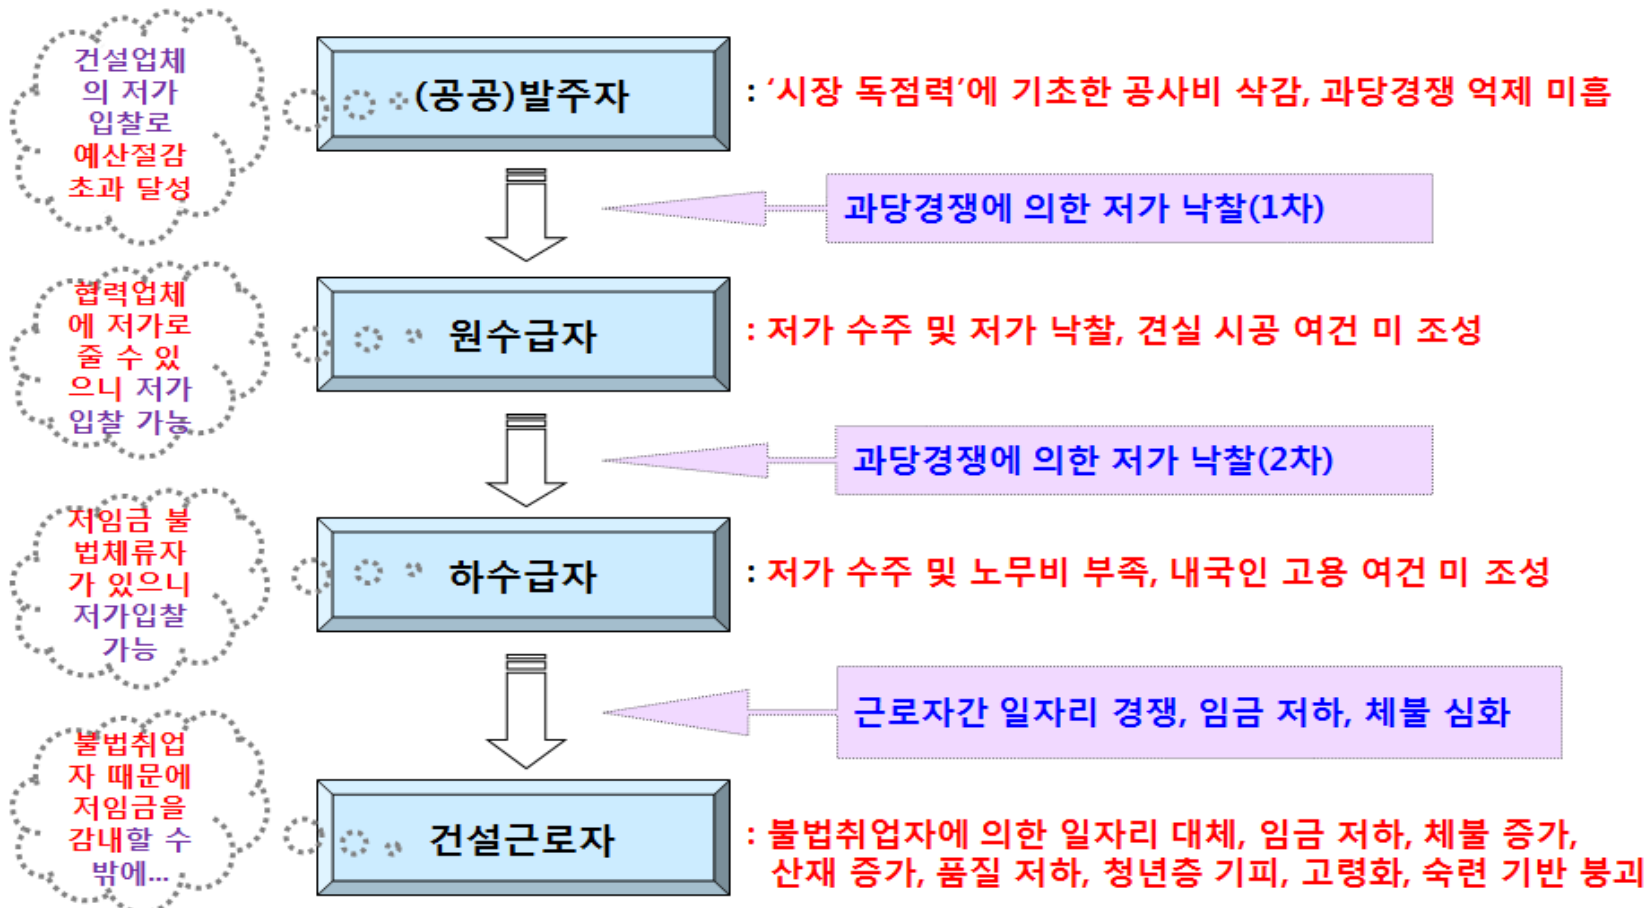 건설업체
의 저가
입찰로
예산절감
초과 달성
(공공)발주자
: ‘시장 독점력’에 기초한 공사비 삭감, 과당경쟁 억제 미흡
과당경쟁에 의한 저가 낙찰(1차)
협력업체
에 저가로
줄 수 있
으니 저가
입찰 가능
원수급자
: 저가 수주 및 저가 낙찰, 견실 시공 여건 미 조성
과당경쟁에 의한 저가 낙찰(2차)
저임금 불
법체류자
가 있으니
저가입찰
가능
하수급자
: 저가 수주 및 노무비 부족, 내국인 고용 여건 미 조성
근로자간 일자리 경쟁, 임금 저하, 체불 심화
불법취업
자 때문에
저임금을
감내할 수
밖에...
건설근로자
: 불법취업자에 의한 일자리 대체, 임금 저하, 체불 증가,
산재 증가, 품질 저하, 청년층 기피, 고령화, 숙련 기반 붕괴